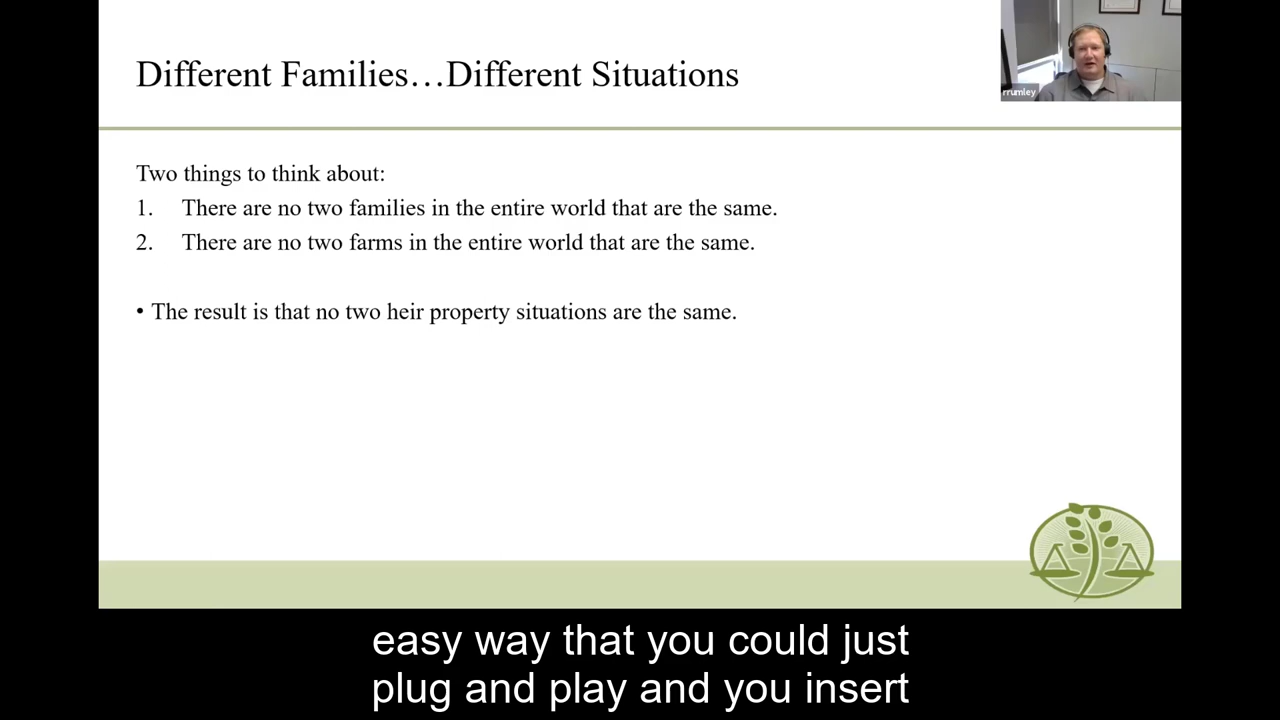 Different Families…Different Situations
rrumley
Two things to think about:
1. There are no two families in the entire world that are the same.
2. There are no two farms in the entire world that are the same.
• The result is that no two heir property situations are the same.
easy way that you could just
plug and play and you insert